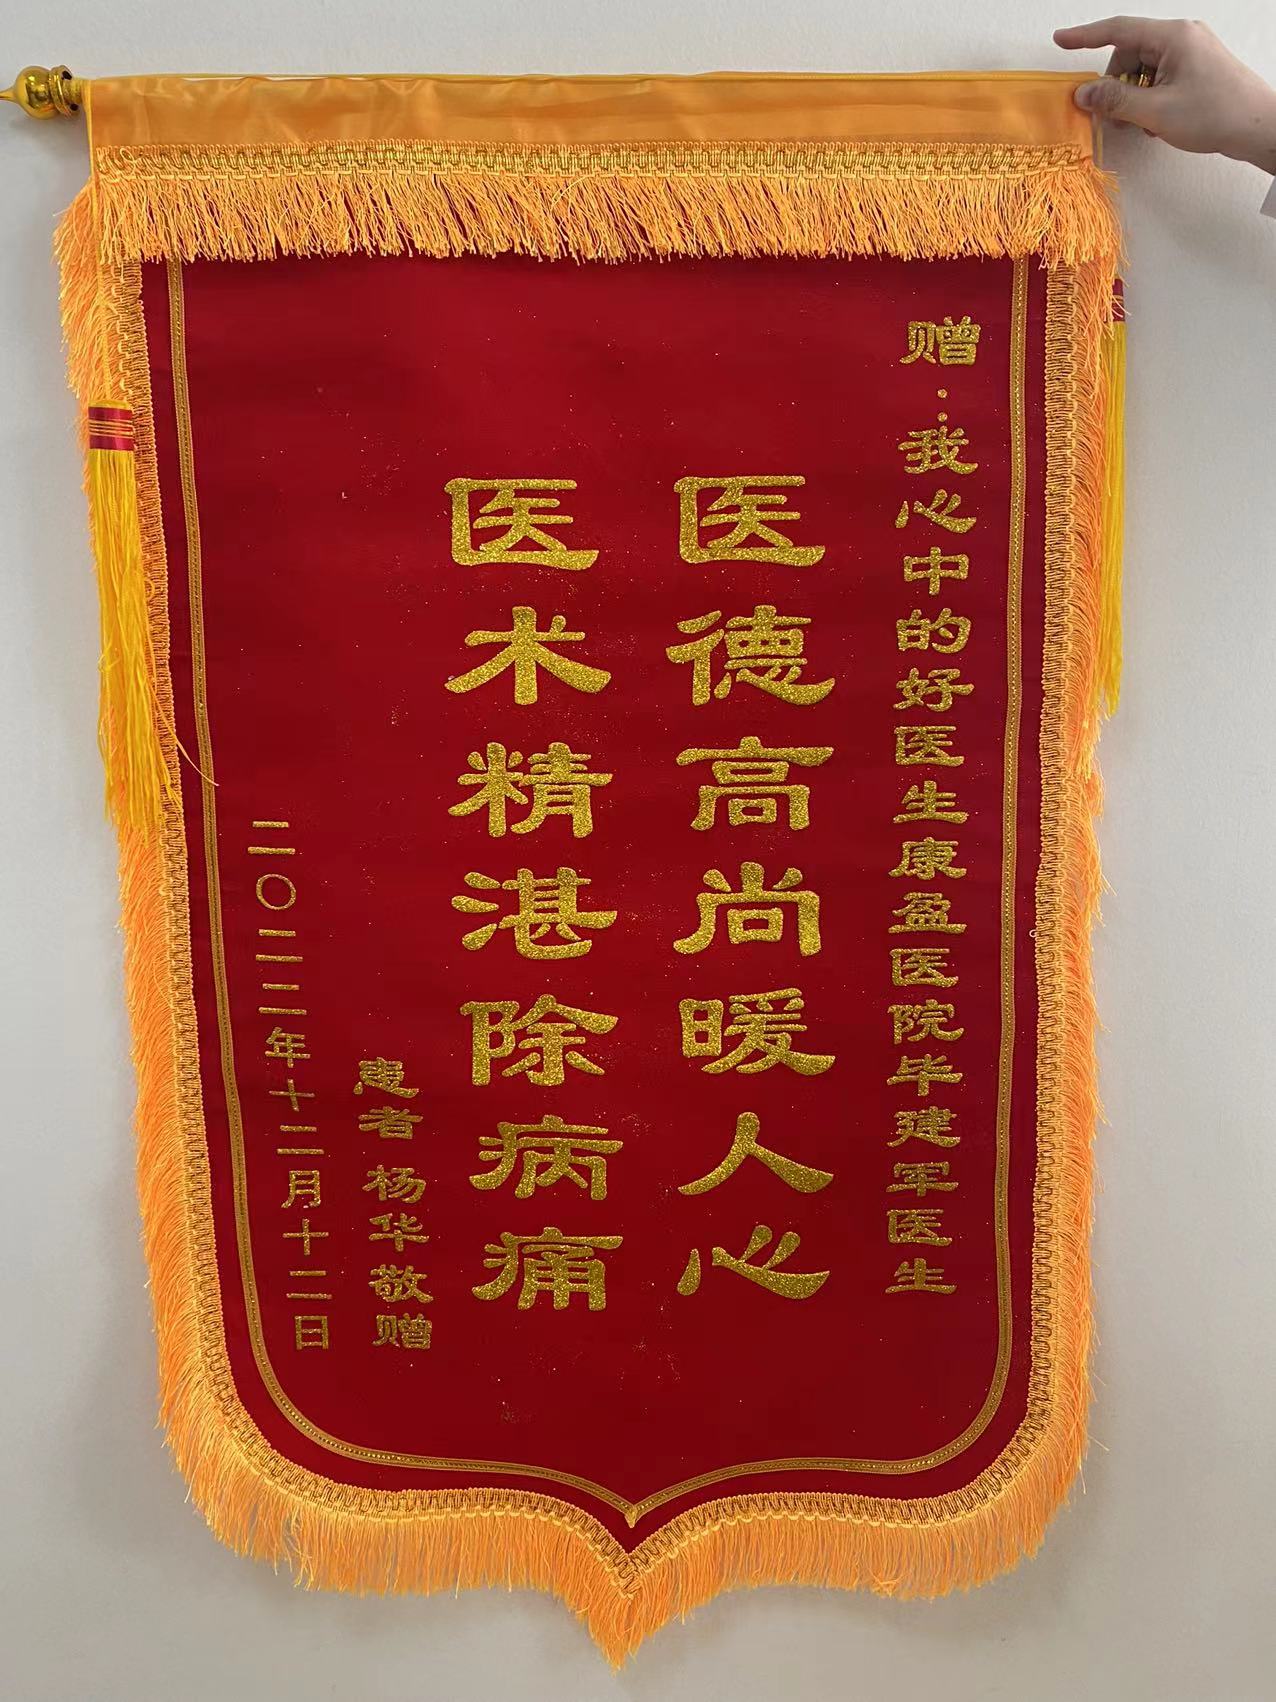 赠：我心中的好医生康盈医院毕建军医生
医德高尚暖人心
医术精湛除病痛
患者 杨华敬赠
二〇二二年十二月十二日